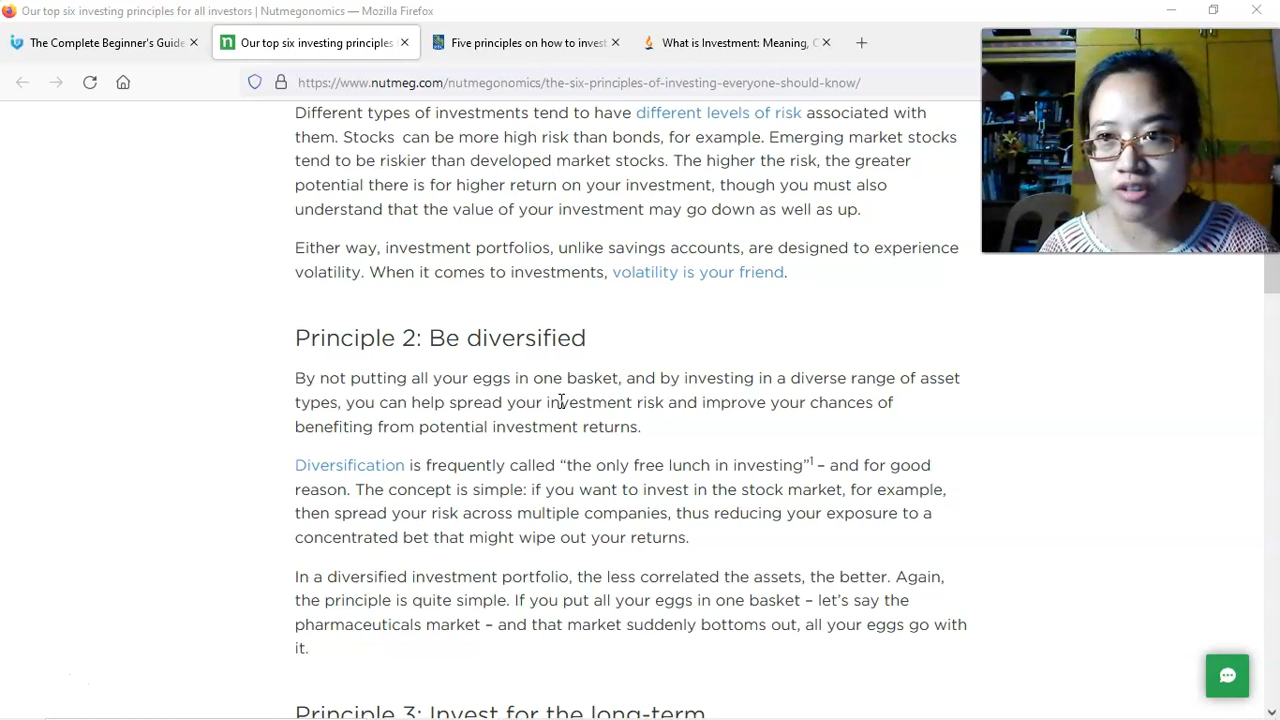 Our top six investing principles for all investors | Nutmegonomics — Mozilla Firefox
The Complete Beginner's Guide
Our top six investing principles
Five principles on how to invest
What is Investment: Meaning, C
https://www.nutmeg.com/nutmegonomics/the-six-principles-of-investing-everyone-should-know/
Different types of investments tend to have different levels of risk associated with
them. Stocks can be more high risk than bonds, for example. Emerging market stocks
tend to be riskier than developed market stocks. The higher the risk, the greater
potential there is for higher return on your investment, though you must also
understand that the value of your investment may go down as well as up.
Either way, investment portfolios, unlike savings accounts, are designed to experience
volatility. When it comes to investments, volatility is your friend.
Principle 2: Be diversified
By not putting all your eggs in one basket, and by investing in a diverse range of asset
types, you can help spread your investment risk and improve your chances of
benefiting from potential investment returns.
Diversification is frequently called “the only free lunch in investing”1 – and for good
reason. The concept is simple: if you want to invest in the stock market, for example,
then spread your risk across multiple companies, thus reducing your exposure to a
concentrated bet that might wipe out your returns.
In a diversified investment portfolio, the less correlated the assets, the better. Again,
the principle is quite simple. If you put all your eggs in one basket – let’s say the
pharmaceuticals market – and that market suddenly bottoms out, all your eggs go with
it.
Principle 3: Invest for the long-term